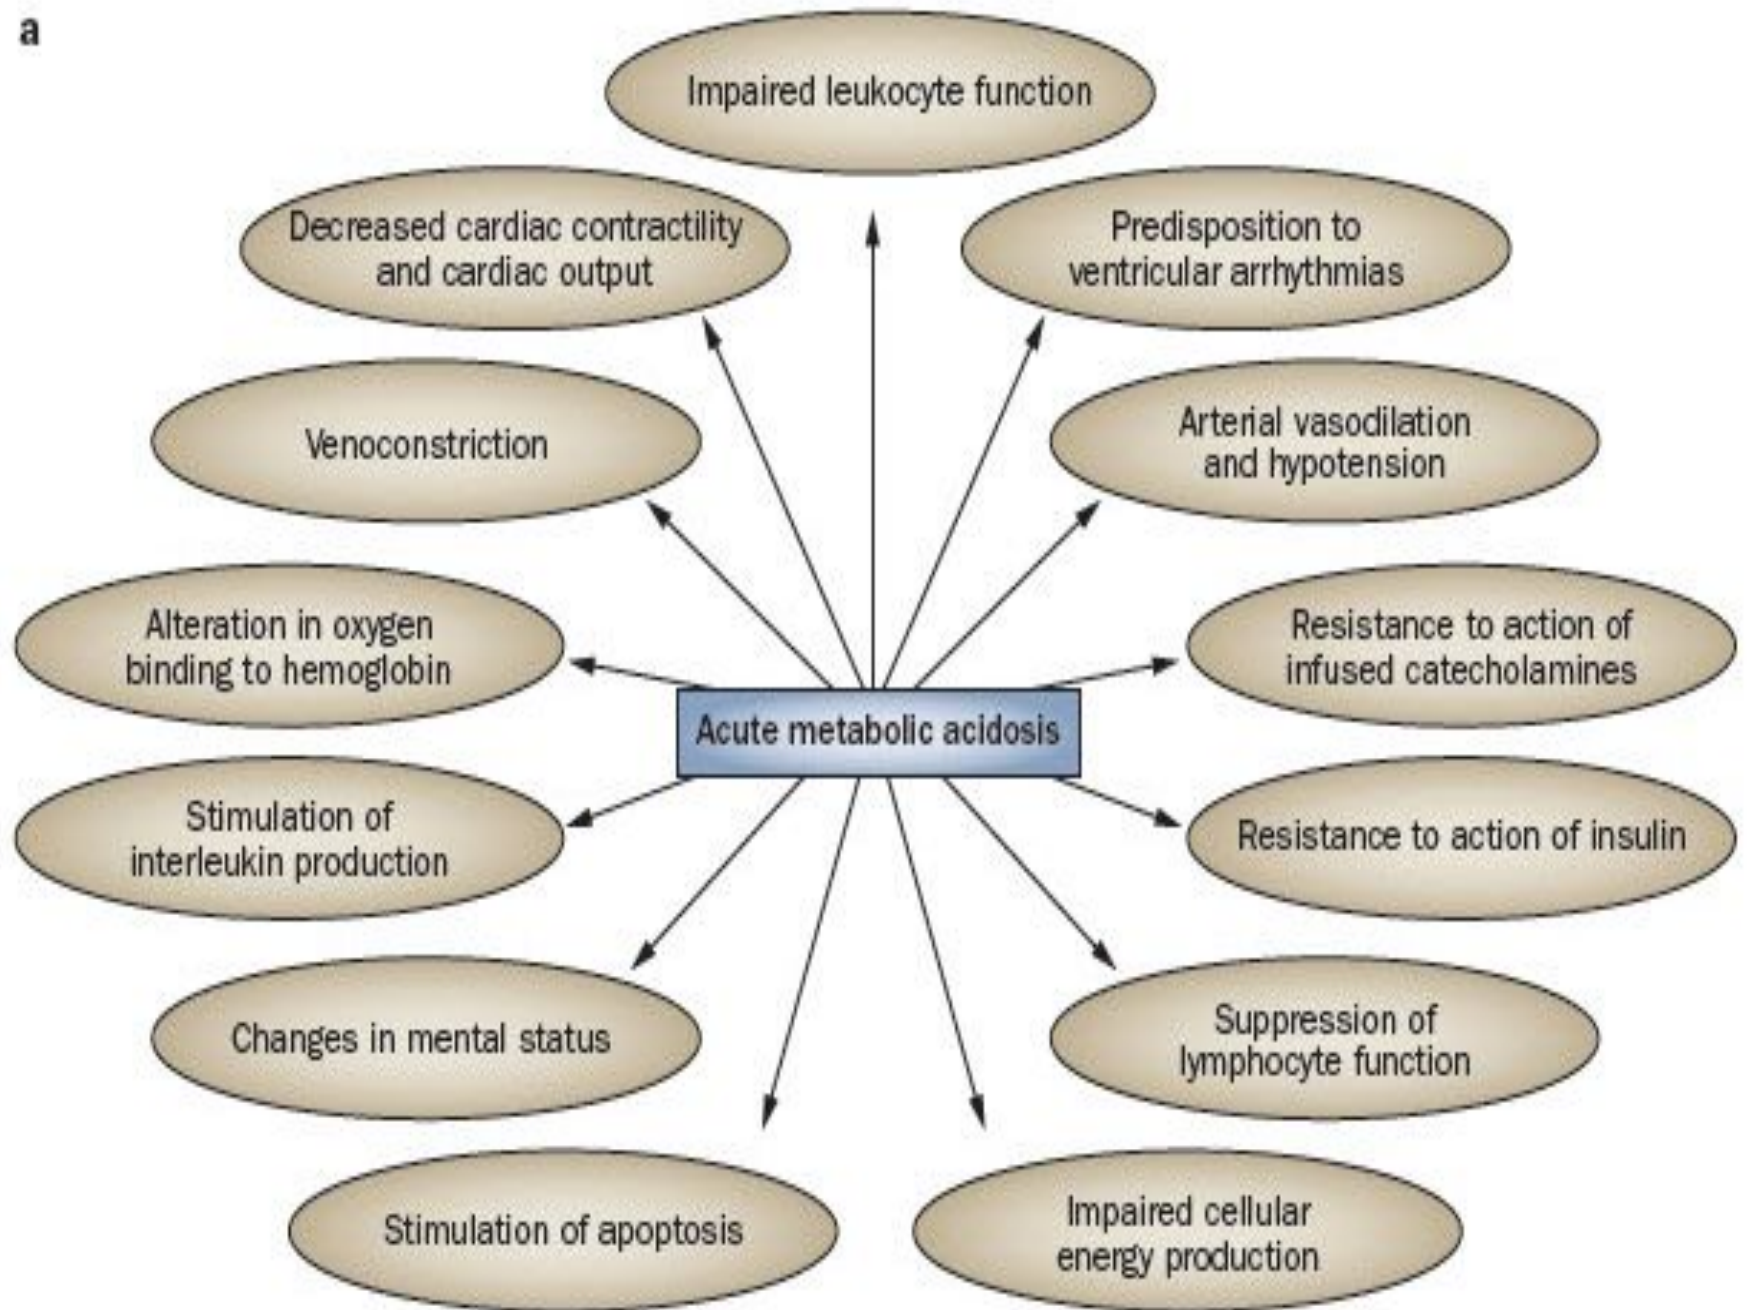 a
Impaired leukocyte function
Decreased cardiac contractility
and cardiac output
Predisposition to
ventricular arrhythmias
Venoconstriction
Arterial vasodilation
and hypotension
Alteration in oxygen
binding to hemoglobin
Resistance to action of
infused catecholamines
Acute metabolic acidosis
Stimulation of
interleukin production
Resistance to action of insulin
Changes in mental status
Suppression of
lymphocyte function
Stimulation of apoptosis
Impaired cellular
energy production